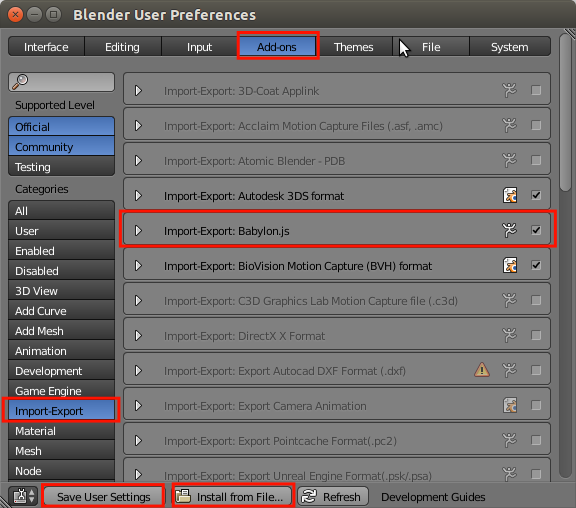 Blender User Preferences
Interface Editing Input Add-ons Themes File System
Supported Level
Official
Community
Testing
Categories
All
User
Enabled
Disabled
3D View
Add Curve
Add Mesh
Animation
Development
Game Engine
Import-Export
Material
Mesh
Node
Import-Export: 3D-Coat Applink
Import-Export: Acclaim Motion Capture Files (.asf, .amc)
Import-Export: Atomic Blender - PDB
Import-Export: Autodesk 3DS format
Import-Export: Babylon.js
Import-Export: BioVision Motion Capture (BVH) format
Import-Export: C3D Graphics Lab Motion Capture file (.c3d)
Import-Export: DirectX X Format
Import-Export: Export Autocad DXF Format (.dxf)
Import-Export: Export Camera Animation
Import-Export: Export Pointcache Format(.pc2)
Import-Export: Export Unreal Engine Format(.psk/.psa)
Save User Settings Install from File... Refresh Development Guides